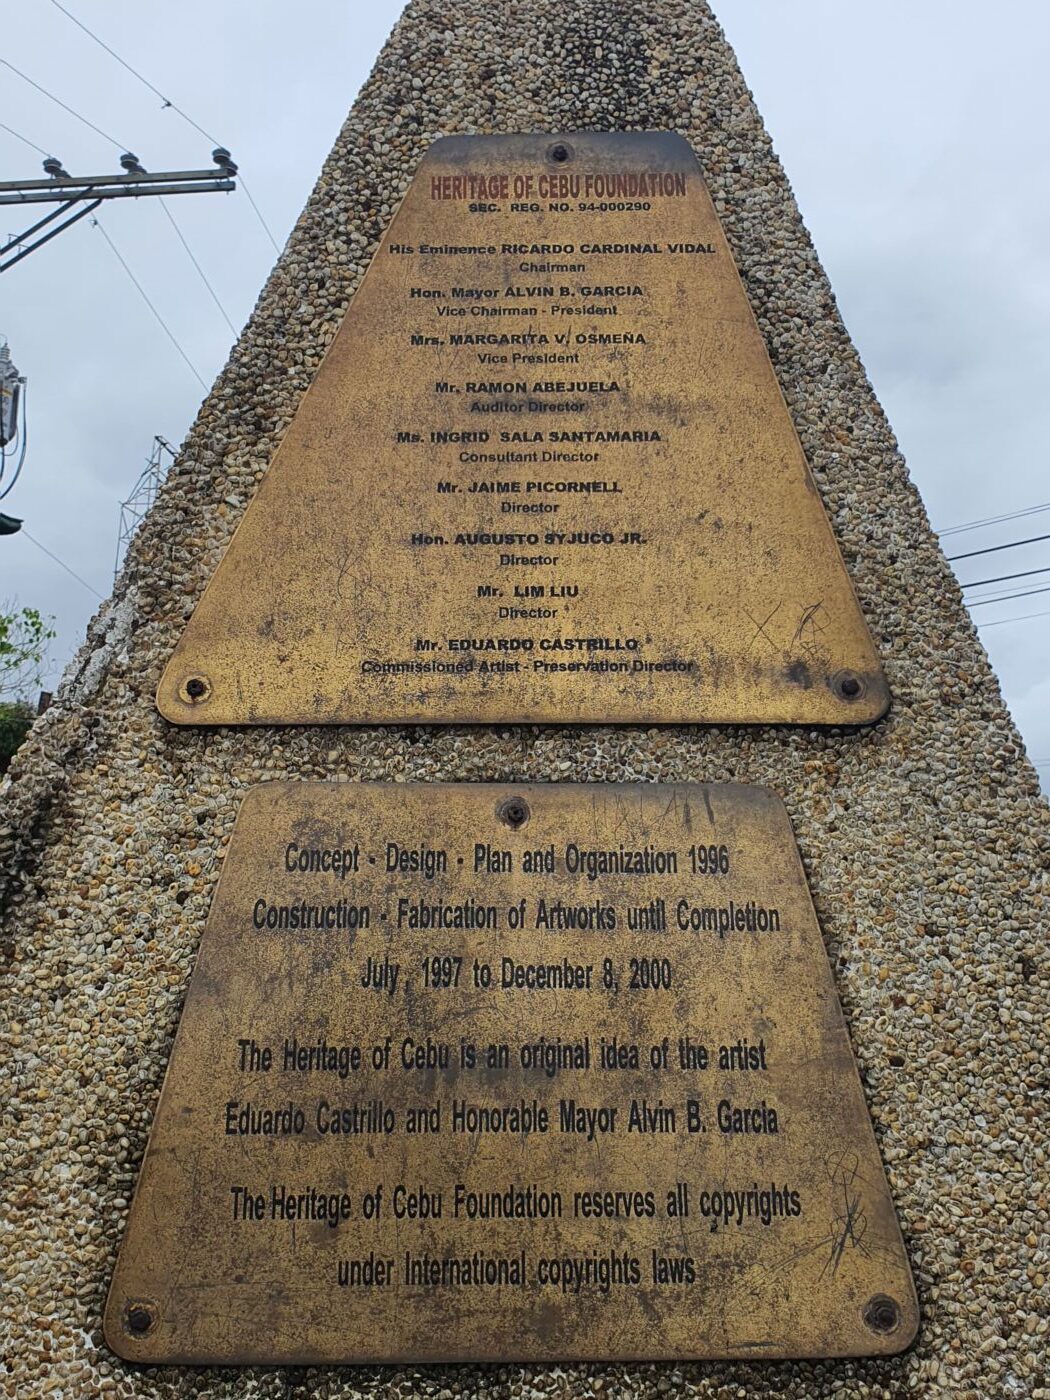 HERITAGE OF CEBU FOUNDATION
SEC. REG. NO. 94-000290
His Eminence RICARDO CARDINAL VIDAL
Chairman
Hon. Mayor ALVIN B. GARCIA
Vice Chairman - President
Mrs. MARGARITA V. OSMEÑA
Vice President
Mr. RAMON ABEJUELA
Auditor Director
Ms. INGRID SALA SANTAMARIA
Consultant Director
Mr. JAIME PICORNELL
Director
Hon. AUGUSTO SYJUCO JR.
Director
Mr. LIM LIU
Director
Mr. EDUARDO CASTRILLO
Commissioned Artist - Preservation Director
Concept - Design - Plan and Organization 1996
Construction - Fabrication of Artworks until Completion
July, 1997 to December 8, 2000
The Heritage of Cebu is an original idea of the artist
Eduardo Castrillo and Honorable Mayor Alvin B. Garcia
The Heritage of Cebu Foundation reserves all copyrights
under International copyrights laws